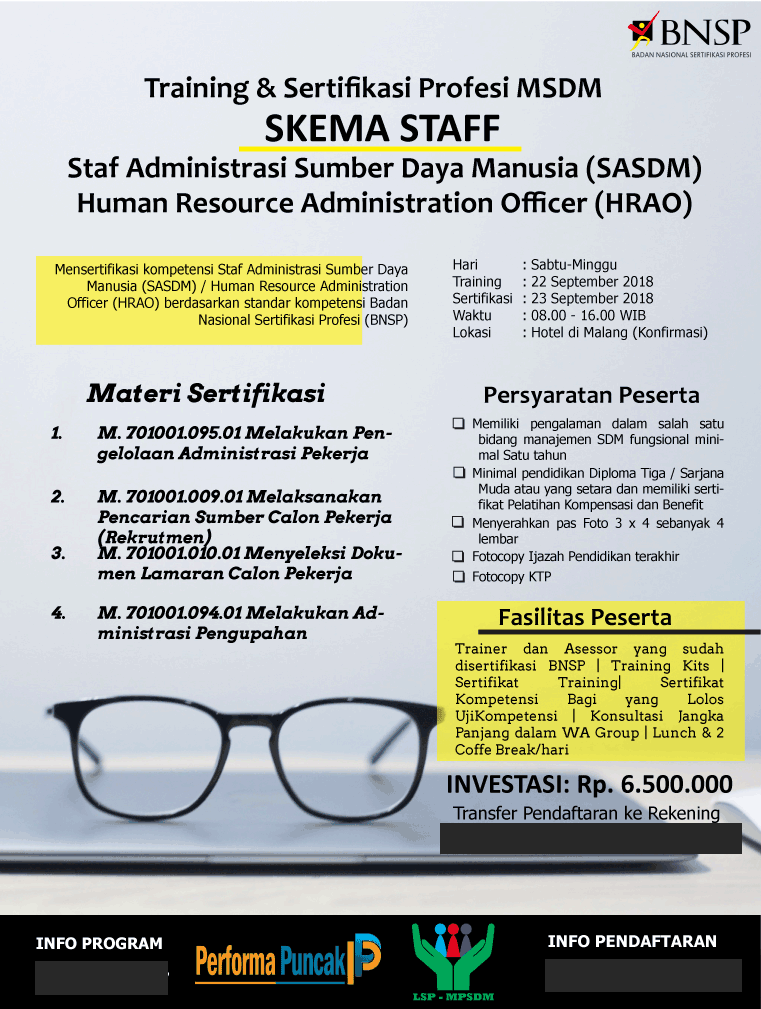 BNSP
BADAN NASIONAL SERTIFIKASI PROFESI
Training & Sertifikasi Profesi MSDM
SKEMA STAFF
Staf Administrasi Sumber Daya Manusia (SASDM)
Human Resource Administration Officer (HRAO)
Mensertifikasi kompetensi Staf Administrasi Sumber Daya
Manusia (SASDM) / Human Resource Administration
Officer (HRAO) berdasarkan standar kompetensi Badan
Nasional Sertifikasi Profesi (BNSP)
Hari : Sabtu-Minggu
Training : 22 September 2018
Sertifikasi : 23 September 2018
Waktu : 08.00 - 16.00 WIB
Lokasi : Hotel di Malang (Konfirmasi)
Materi Sertifikasi
1. M. 701001.095.01 Melakukan Pen-
gelolaan Administrasi Pekerja
2. M. 701001.009.01 Melaksanakan
Pencarian Sumber Calon Pekerja
(Rekrutmen)
3. M. 701001.010.01 Menyeleksi Doku-
men Lamaran Calon Pekerja
4. M. 701001.094.01 Melakukan Ad-
ministrasi Pengupahan
Persyaratan Peserta
Memiliki pengalaman dalam salah satu
bidang manajemen SDM fungsional mini-
mal Satu tahun
Minimal pendidikan Diploma Tiga / Sarjana
Muda atau yang setara dan memiliki serti-
fikat Pelatihan Kompensasi dan Benefit
Menyerahkan pas Foto 3 x 4 sebanyak 4
lembar
Fotocopy Ijazah Pendidikan terakhir
Fotocopy KTP
Fasilitas Peserta
Trainer dan Asessor yang sudah
disertifikasi BNSP | Training Kits |
Sertifikat Training| Sertifikat
Kompetensi Bagi yang Lolos
UjiKompetensi | Konsultasi Jangka
Panjang dalam WA Group | Lunch & 2
Coffe Break/hari
INVESTASI: Rp. 6.500.000
Transfer Pendaftaran ke Rekening
INFO PROGRAM
Performa Puncak
LSP - MPSDM
INFO PENDAFTARAN